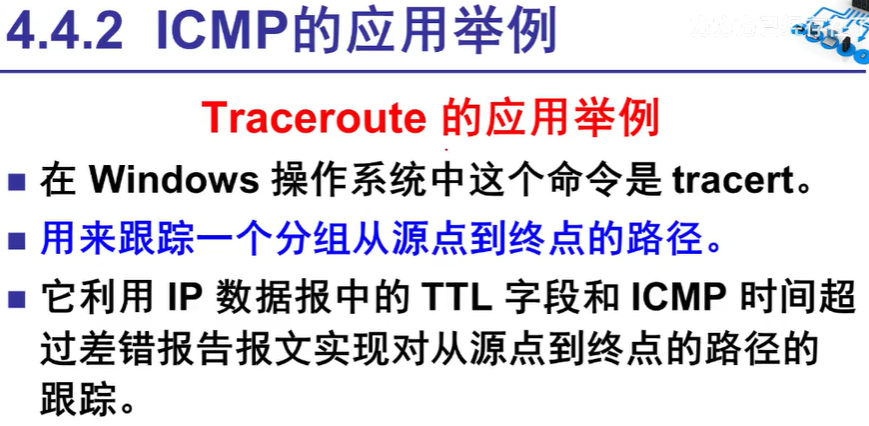 4.4.2 ICMP的应用举例
Traceroute 的应用举例
在 Windows 操作系统中这个命令是 tracert。
用来跟踪一个分组从源点到终点的路径。
它利用 IP 数据报中的 TTL 字段和 ICMP 时间超
过差错报告报文实现对从源点到终点的路径的
跟踪。